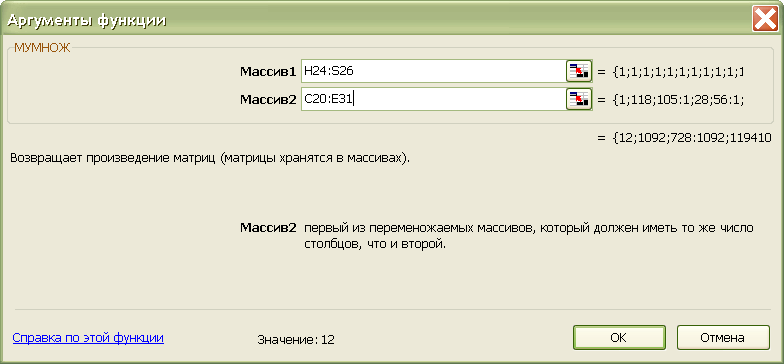 Аргументы функции
МУМНОЖ
Массив1 H24:S26 = {1;1;1;1;1;1;1;1;1;1;1
Массив2 C20:E31 = {1;118;105:1;28;56:1;
= {12;1092;728:1092;119410
Возвращает произведение матриц (матрицы хранятся в массивах).
Массив2 первый из перемножаемых массивов, который должен иметь то же число
столбцов, что и второй.
Справка по этой функции Значение: 12 ОК Отмена